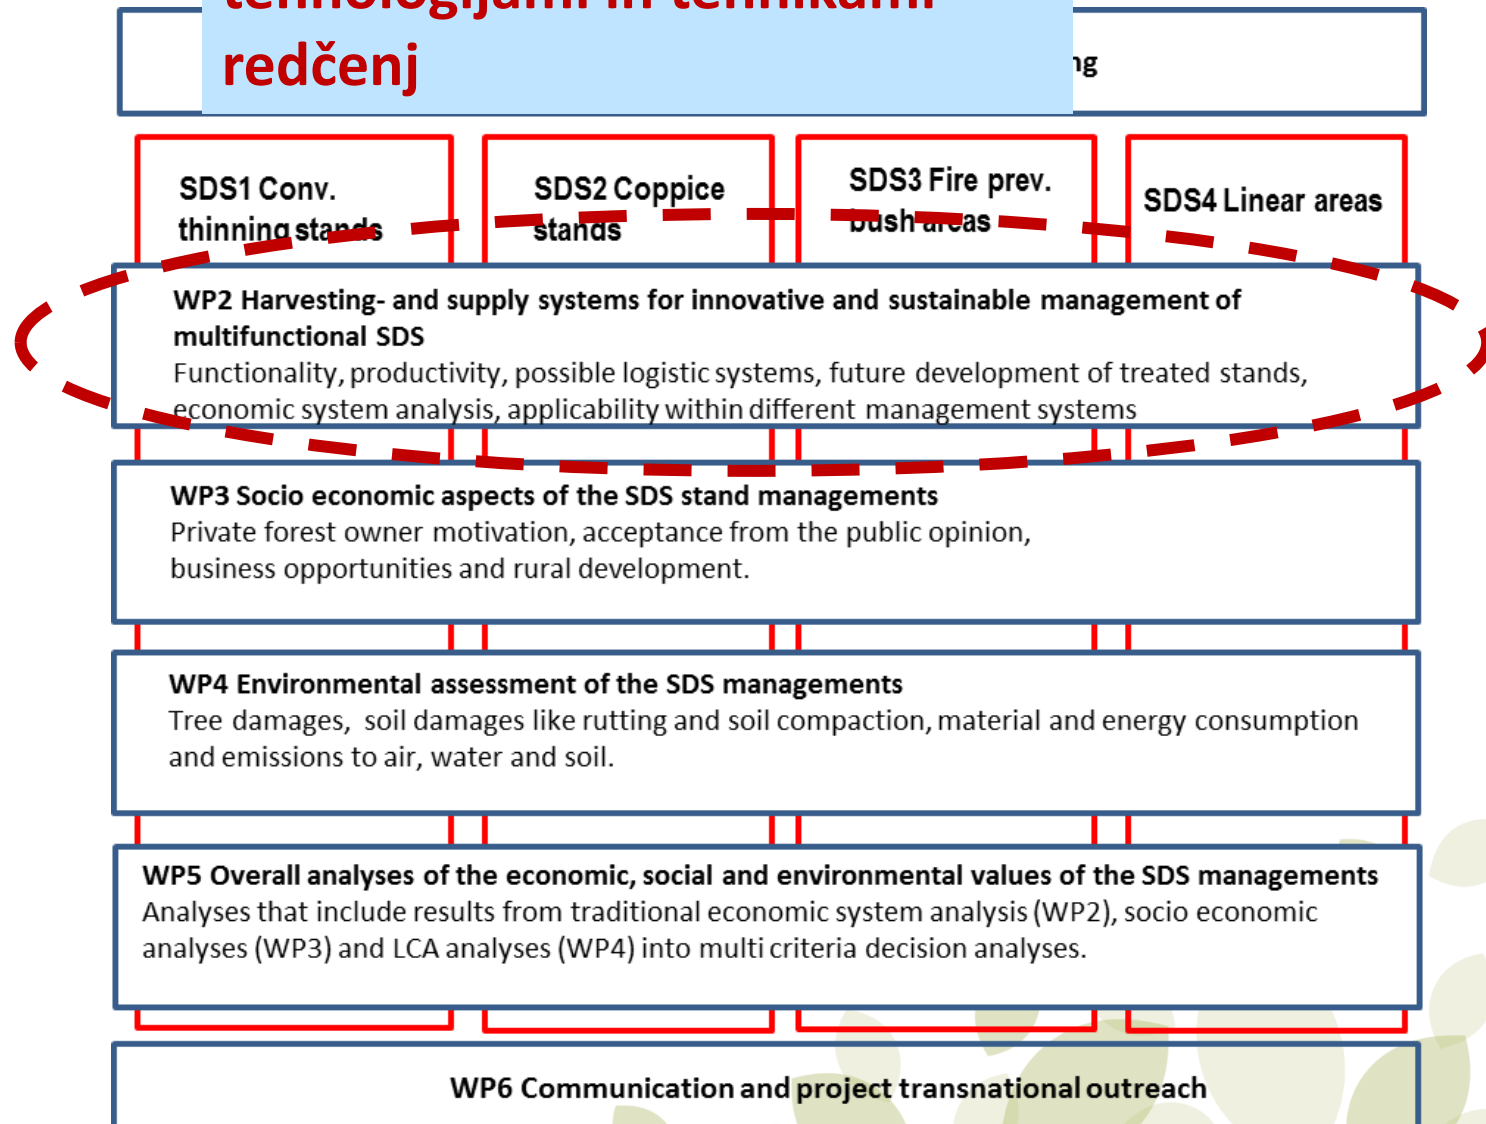 tehnologijami in tehnikami
redčenj
ng
SDS1 Conv.
thinning stands
SDS2 Coppice
stands
SDS3 Fire prev.
bush areas
SDS4 Linear areas
WP2 Harvesting- and supply systems for innovative and sustainable management of
multifunctional SDS
Functionality, productivity, possible logistic systems, future development of treated stands,
economic system analysis, applicability within different management systems
WP3 Socio economic aspects of the SDS stand managements
Private forest owner motivation, acceptance from the public opinion,
business opportunities and rural development.
WP4 Environmental assessment of the SDS managements
Tree damages, soil damages like rutting and soil compaction, material and energy consumption
and emissions to air, water and soil.
WP5 Overall analyses of the economic, social and environmental values of the SDS managements
Analyses that include results from traditional economic system analysis (WP2), socio economic
analyses (WP3) and LCA analyses (WP4) into multi criteria decision analyses.
WP6 Communication and project transnational outreach